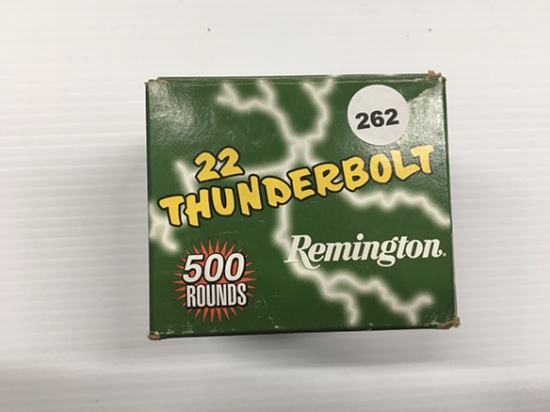 262
22
THUNDERBOLT
Remington.
500
ROUNDS